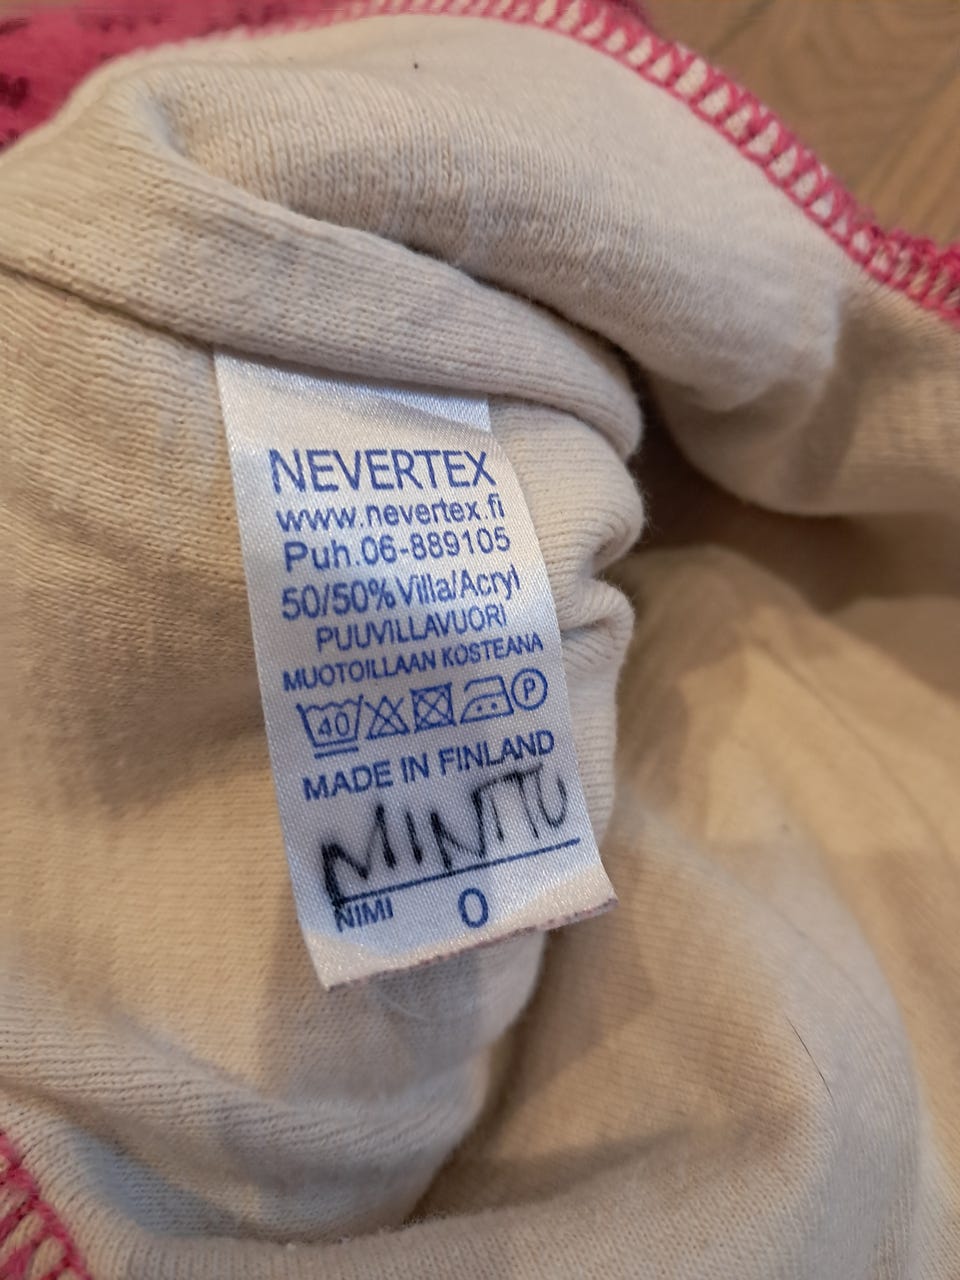 NEVERTEX
www.nevertex.fi
Puh.06-889105
50/50% Villa/Acryl
PUUVILLAVUORI
MUOTOILLAAN KOSTEANA
40 P
MADE IN FINLAND
MINTTU
NIMI 0